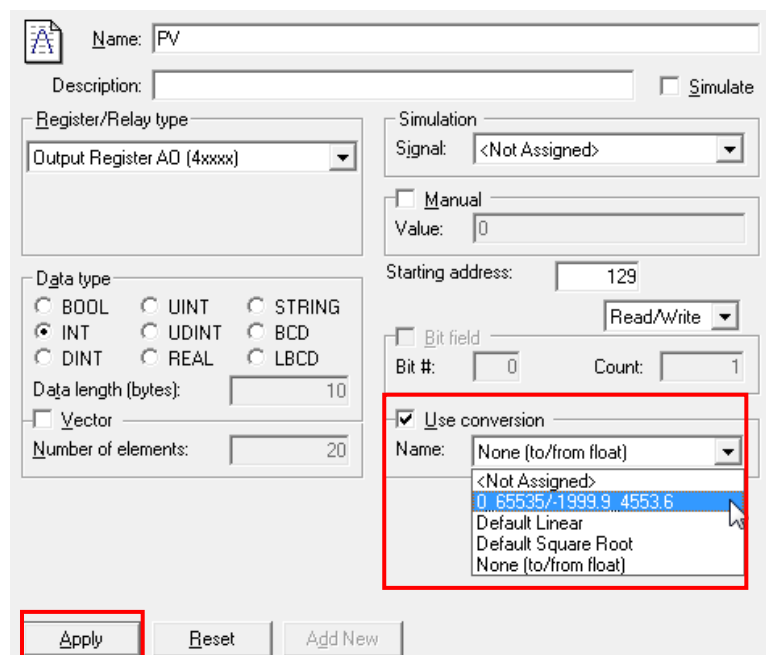 Name: PV
Description:
Simulate
Register/Relay type
Output Register AO (4xxxx)
Simulation
Signal: <Not Assigned>
Manual
Value: 0
Starting address: 129
Read/Write
Data type
BOOL UINT STRING
INT UDINT BCD
DINT REAL LBCD
Data length (bytes): 10
Vector
Number of elements: 20
Bit field
Bit #: 0 Count: 1
Use conversion
Name: None (to/from float)
<Not Assigned>
0_65535/-1999.9_4553.6
Default Linear
Default Square Root
None (to/from float)
Apply Reset Add New